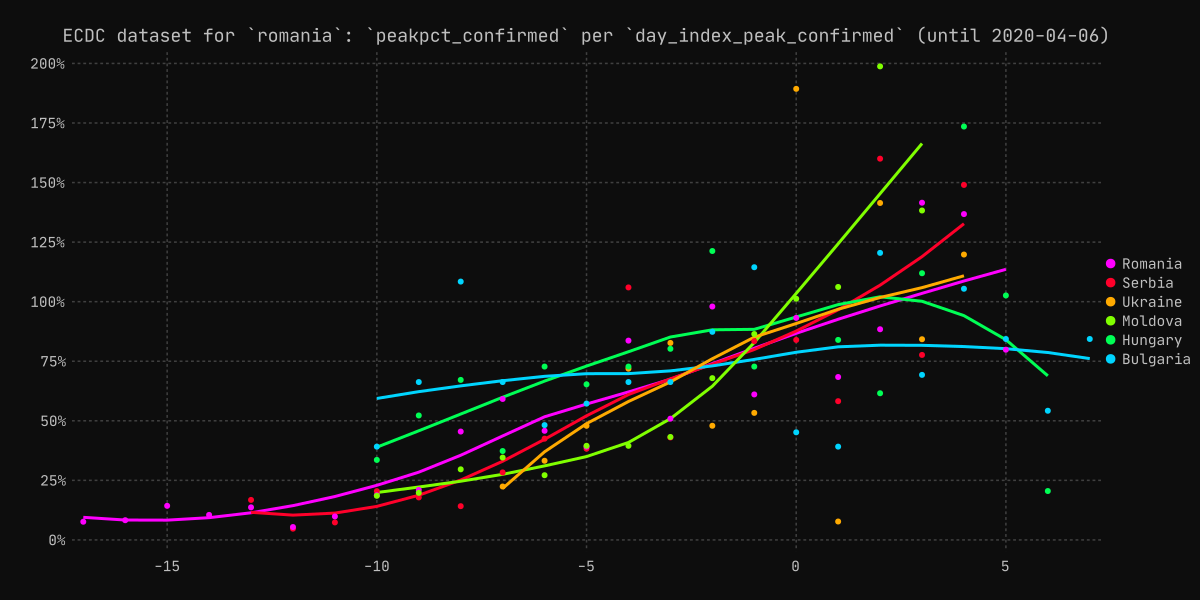 ECDC dataset for `romania`: `peakpct_confirmed` per `day_index_peak_confirmed` (until 2020-04-06)
200%
175%
150%
125%
100%
75%
50%
25%
0%
-15
-10
-5
0
5
Romania
Serbia
Ukraine
Moldova
Hungary
Bulgaria